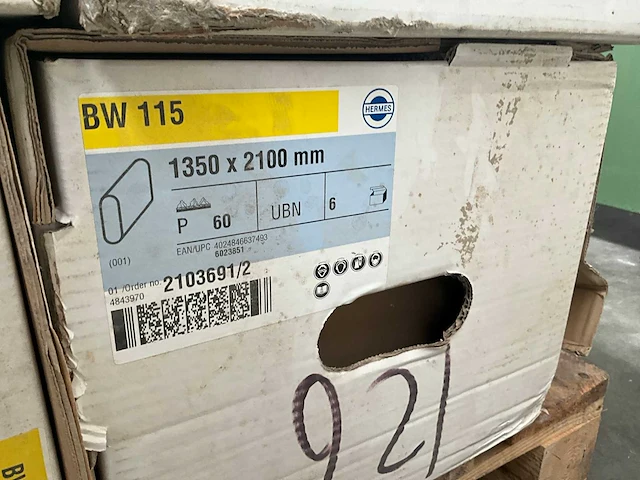 BW 115
HERMES
1350 x 2100 mm
P 60 UBN 6
EAN/UPC 4024846637493
6023851
(001)
01 /Order no. 2103691/2
4843970
921
BW